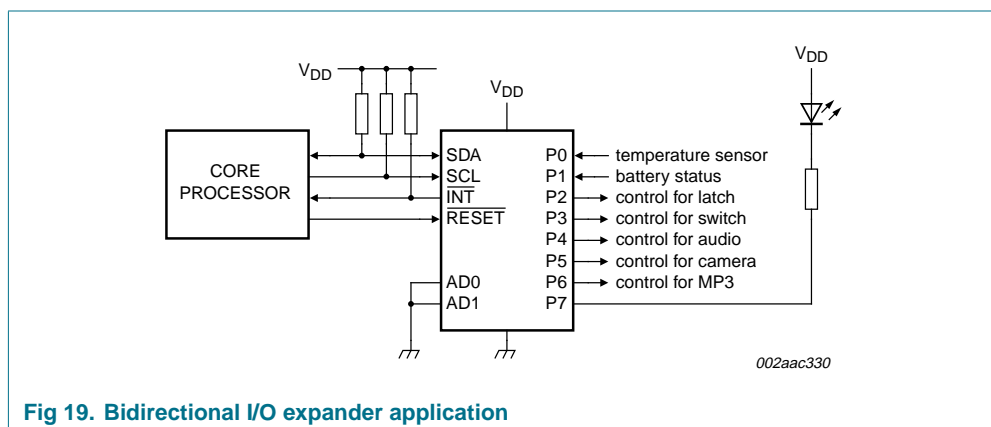 VDD
VDD
VDD
CORE
PROCESSOR
SDA
SCL
INT
RESET
AD0
AD1
P0
P1
P2
P3
P4
P5
P6
P7
temperature sensor
battery status
control for latch
control for switch
control for audio
control for camera
control for MP3
002aac330
Fig 19. Bidirectional I/O expander application